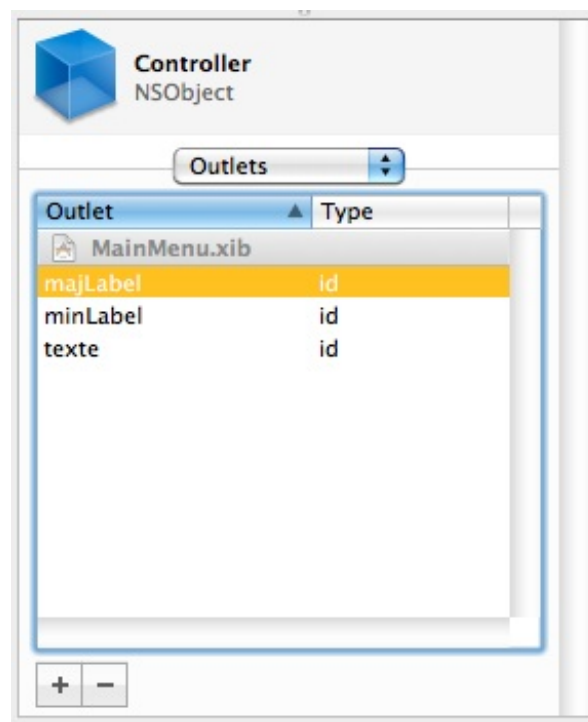 Controller
NSObject
Outlets
Outlet Type
MainMenu.xib
majLabel id
minLabel id
texte id
+ −